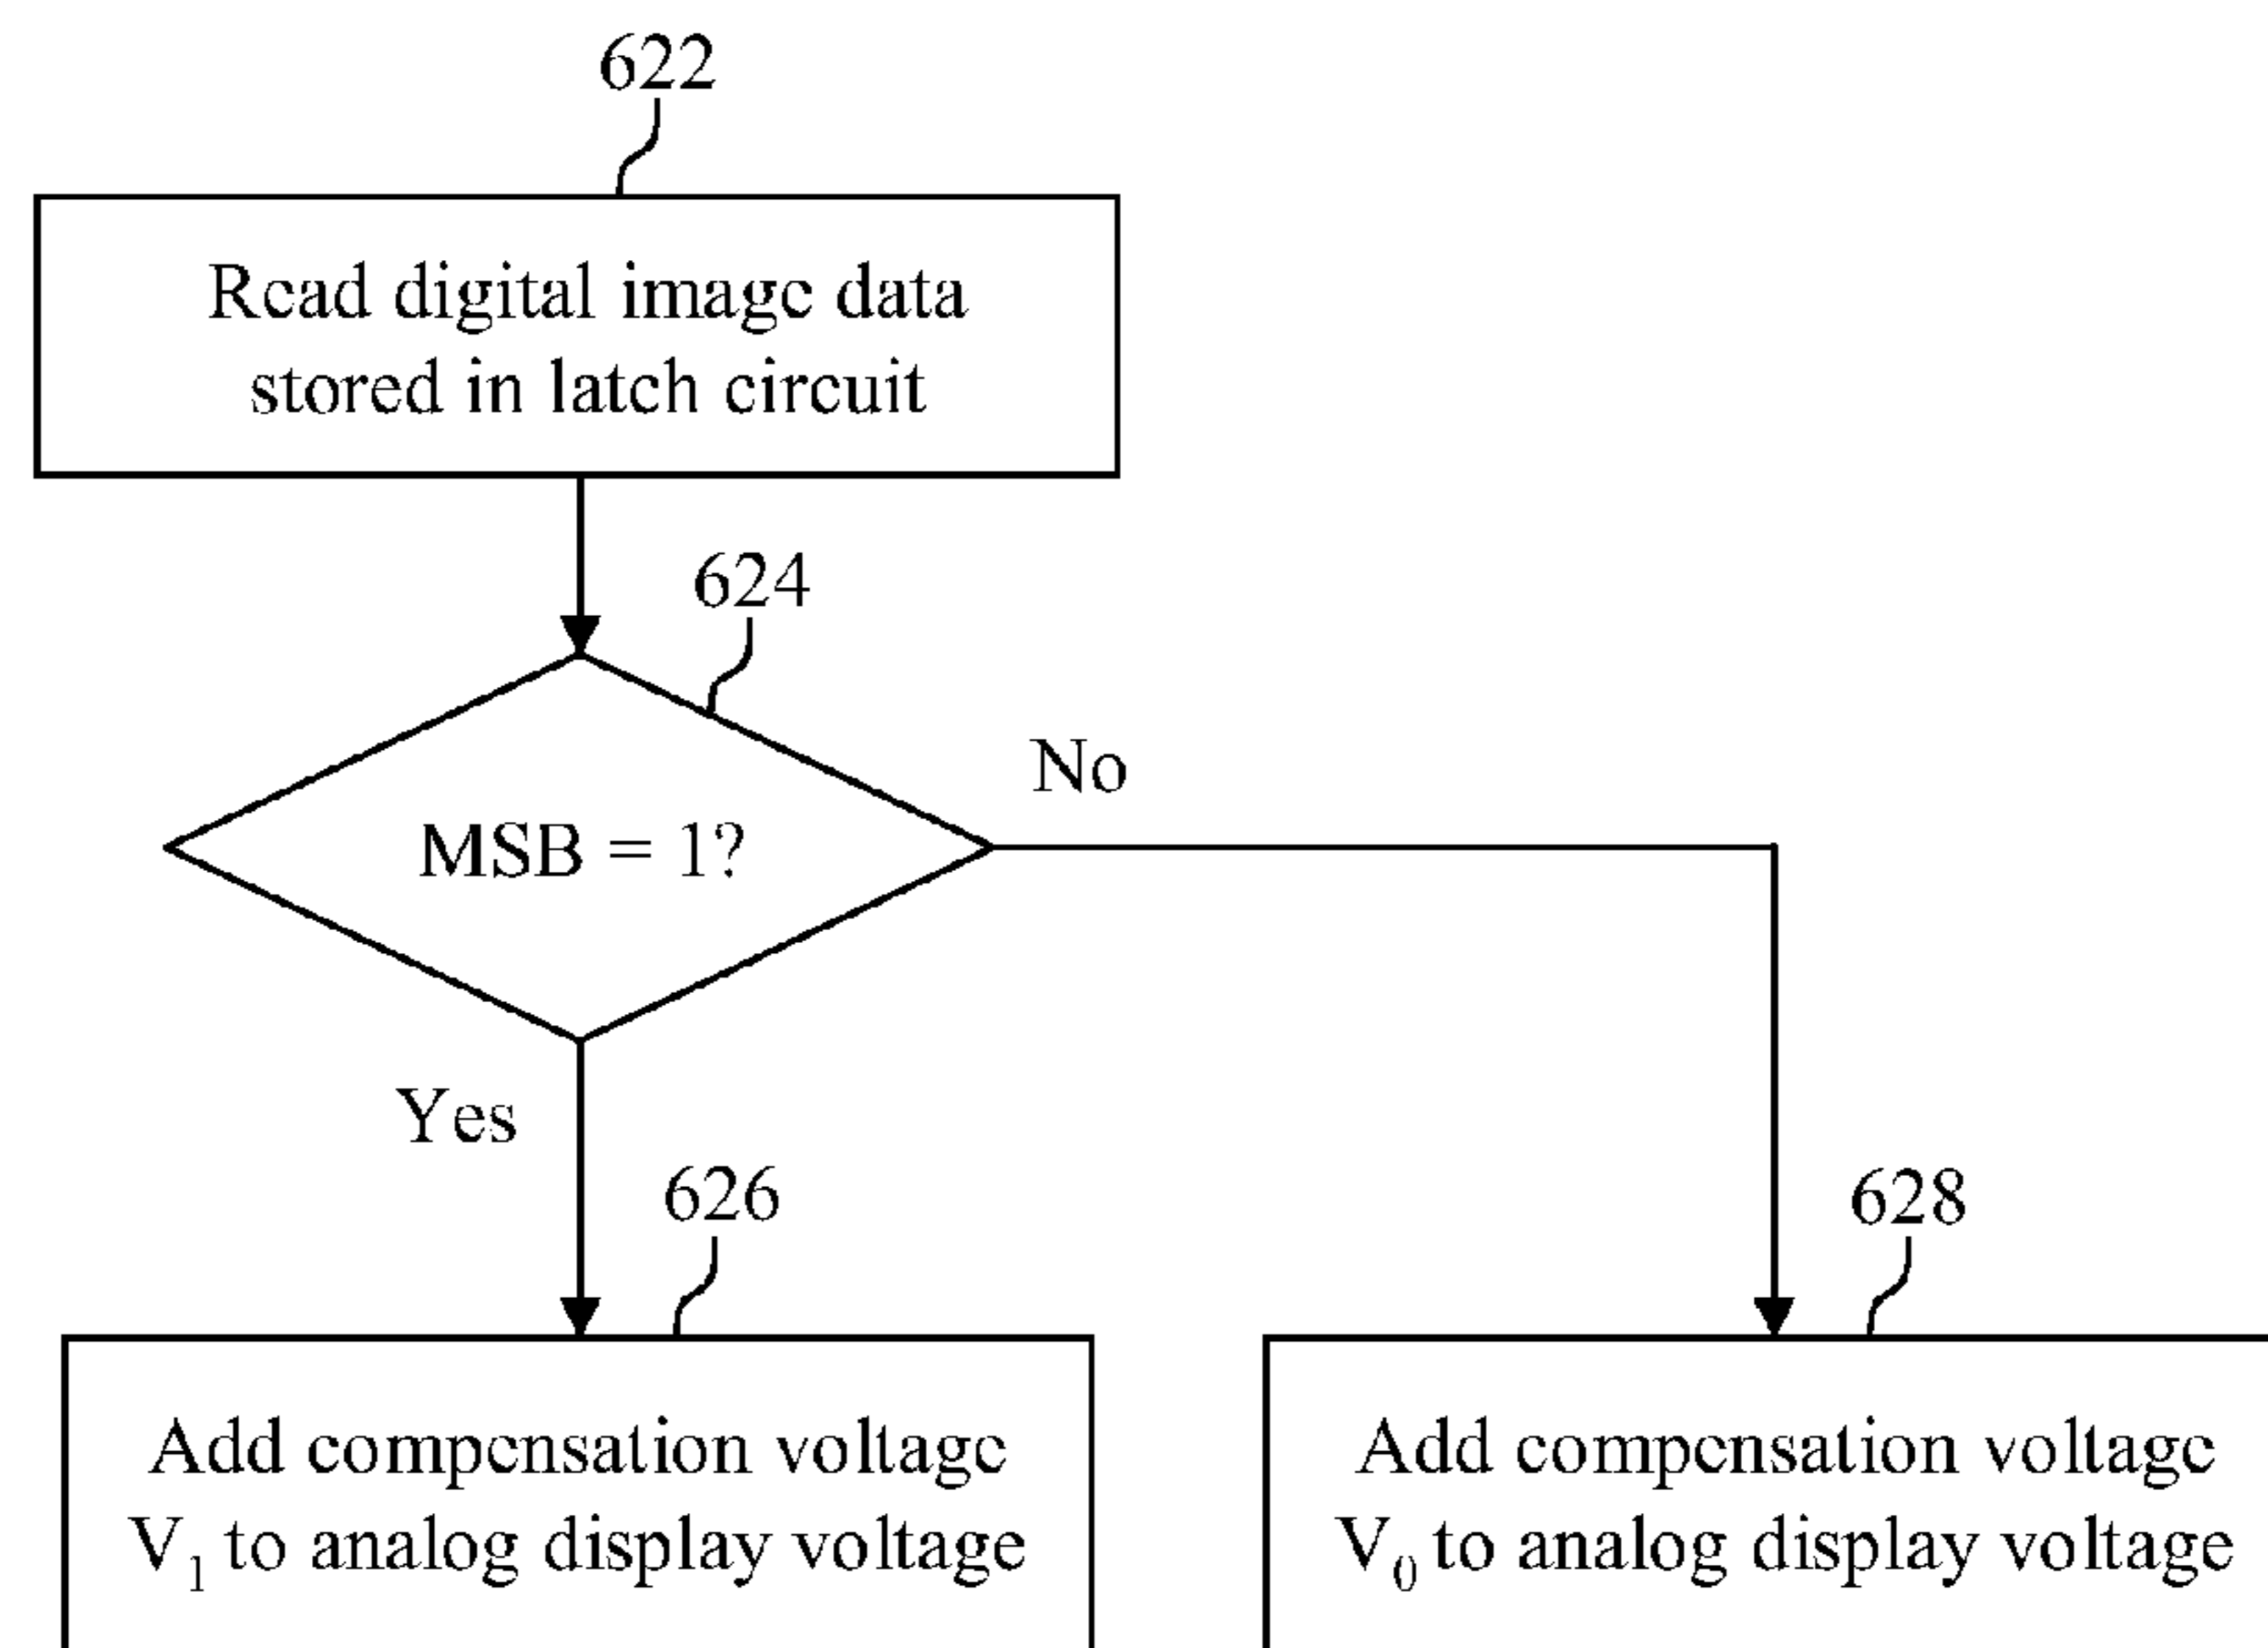 622
Read digital image data
stored in latch circuit
624
No
MSB = 1?
Yes
626
628
Add compensation voltage
V₁ to analog display voltage
Add compensation voltage
V₀ to analog display voltage